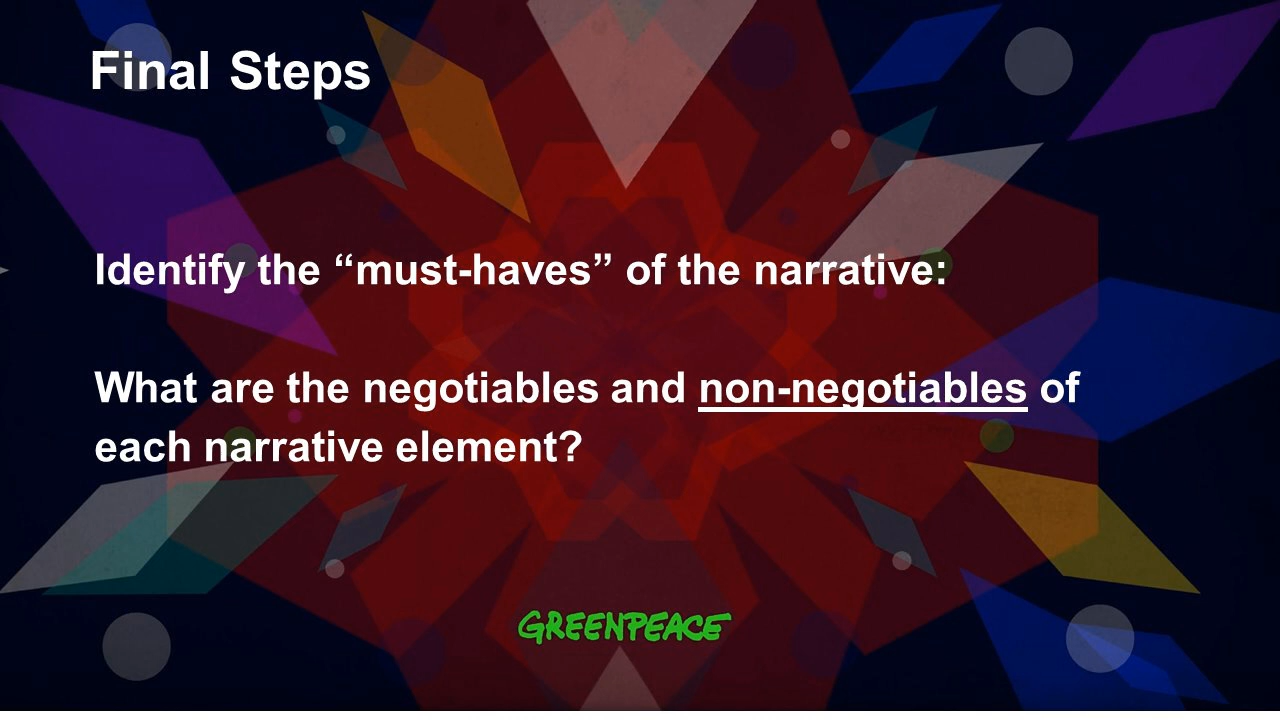 Final Steps
Identify the “must-haves” of the narrative:
What are the negotiables and non-negotiables of
each narrative element?
GREENPEACE